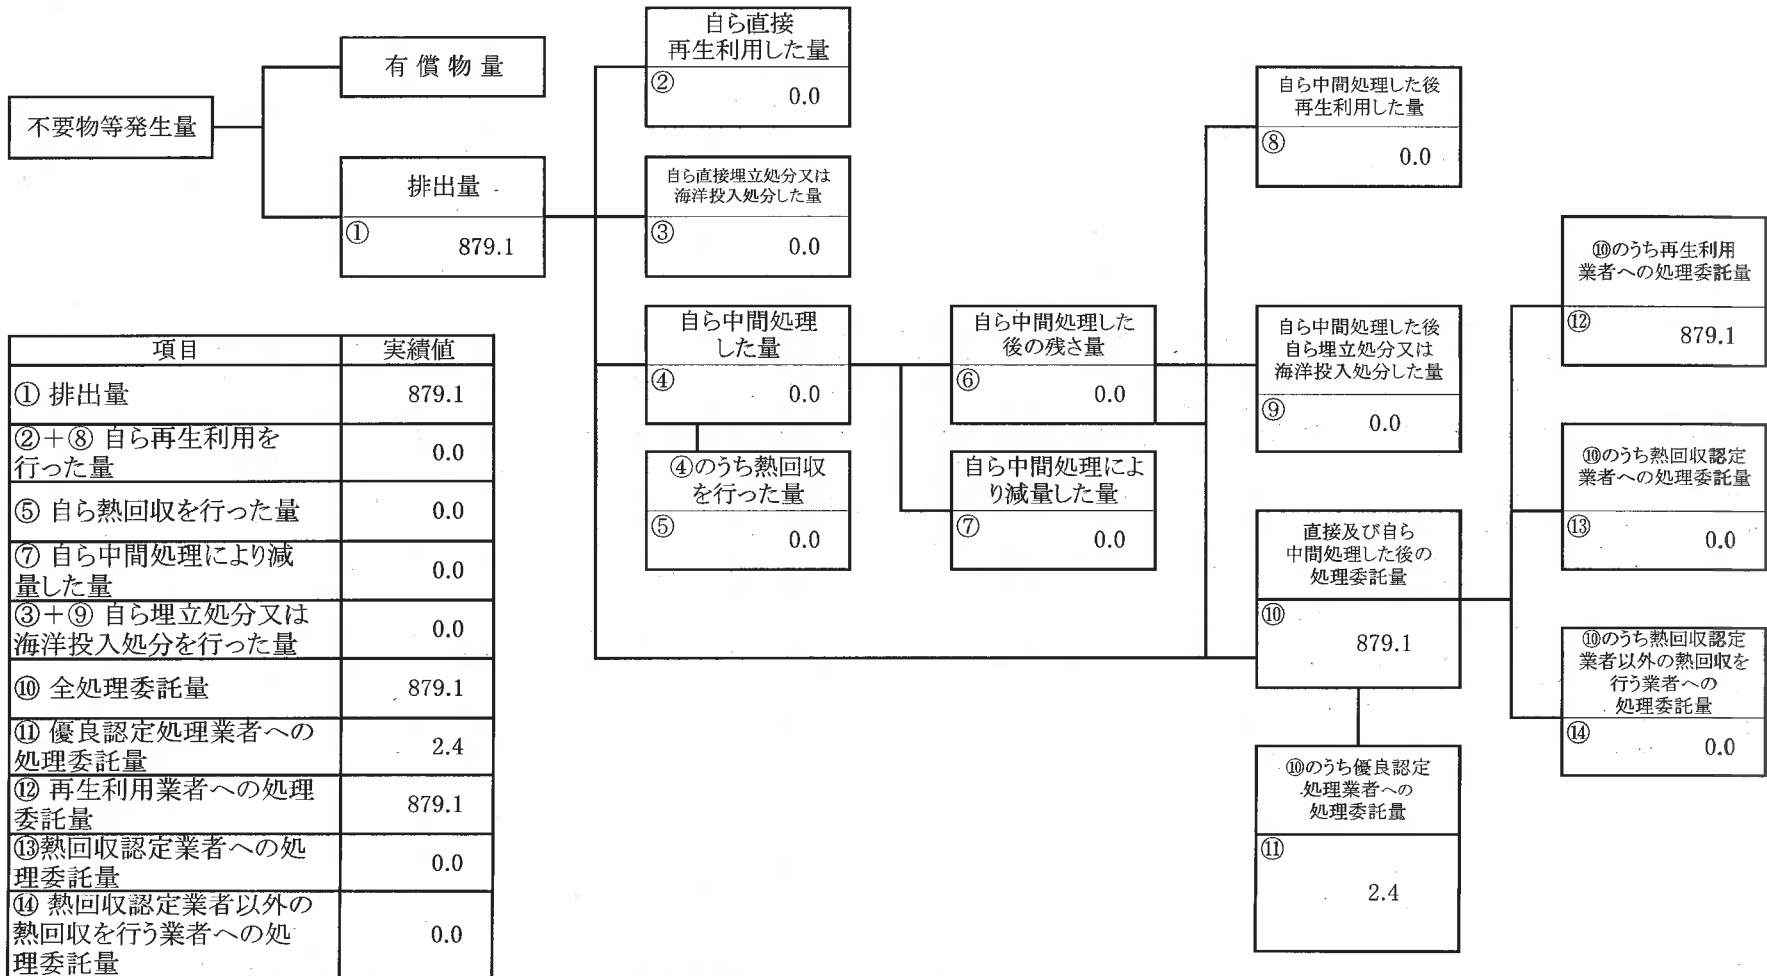 不要物等発生量
有償物量
排出量
①
879.1
自ら直接
再生利用した量
②
0.0
自ら直接埋立処分又は
海洋投入処分した量
③
0.0
自ら中間処理
した量
④
0.0
④のうち熱回収
を行った量
⑤
0.0
自ら中間処理した
後の残さ量
⑥
0.0
自ら中間処理によ
り減量した量
⑦
0.0
自ら中間処理した後
再生利用した量
⑧
0.0
自ら中間処理した後
自ら埋立処分又は
海洋投入処分した量
⑨
0.0
直接及び自ら
中間処理した後の
処理委託量
⑩
879.1
⑩のうち優良認定
処理業者への
処理委託量
⑪
2.4
⑩のうち再生利用
業者への処理委託量
⑫
879.1
⑩のうち熱回収認定
業者への処理委託量
⑬
0.0
⑩のうち熱回収認定
業者以外の熱回収を
行う業者への
処理委託量
⑭
0.0
項目 実績値
① 排出量 879.1
②+⑧ 自ら再生利用を
行った量 0.0
⑤ 自ら熱回収を行った量 0.0
⑦ 自ら中間処理により減
量した量 0.0
③+⑨ 自ら埋立処分又は
海洋投入処分を行った量 0.0
⑩ 全処理委託量 879.1
⑪ 優良認定処理業者への
処理委託量 2.4
⑫ 再生利用業者への処理
委託量 879.1
⑬熱回収認定業者への処
理委託量 0.0
⑭ 熱回収認定業者以外の
熱回収を行う業者への処
理委託量 0.0